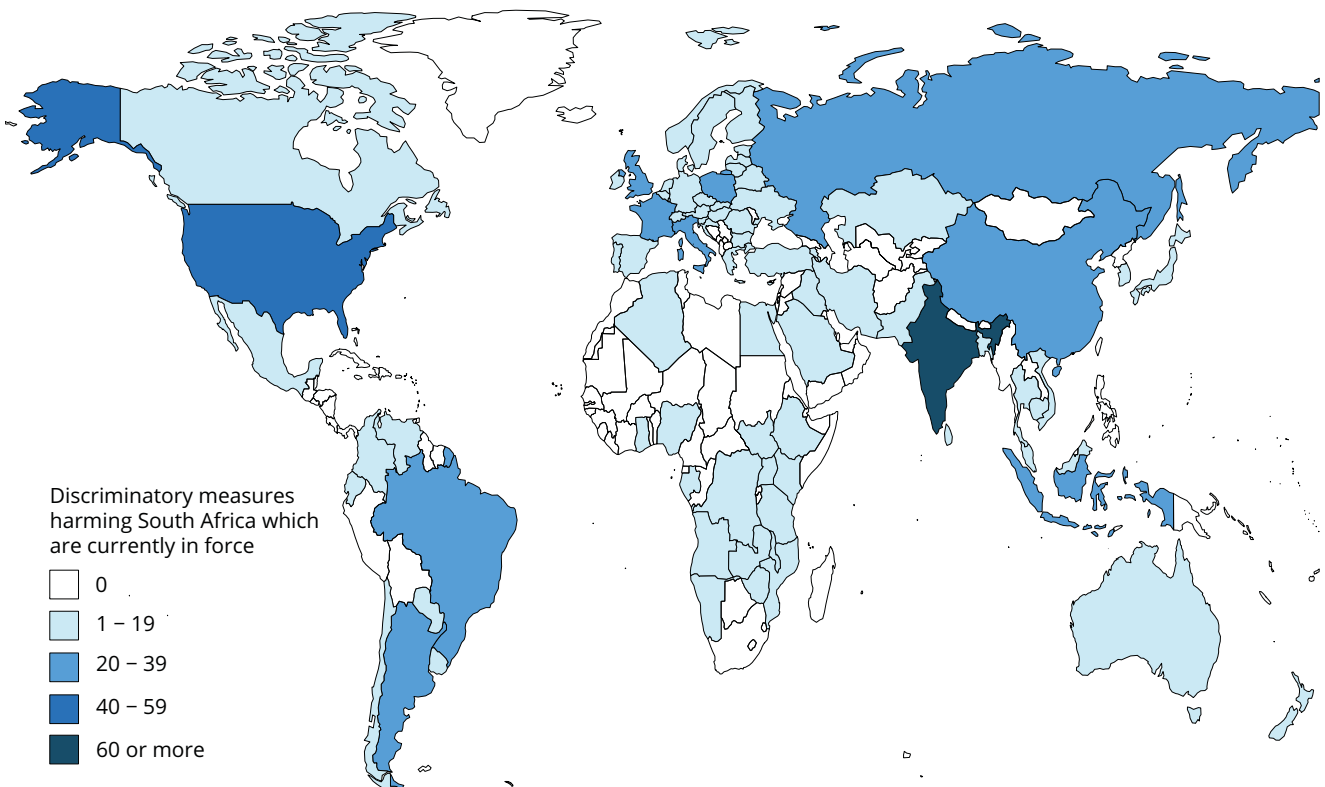 Discriminatory measures
harming South Africa which
are currently in force
0
1 – 19
20 – 39
40 – 59
60 or more